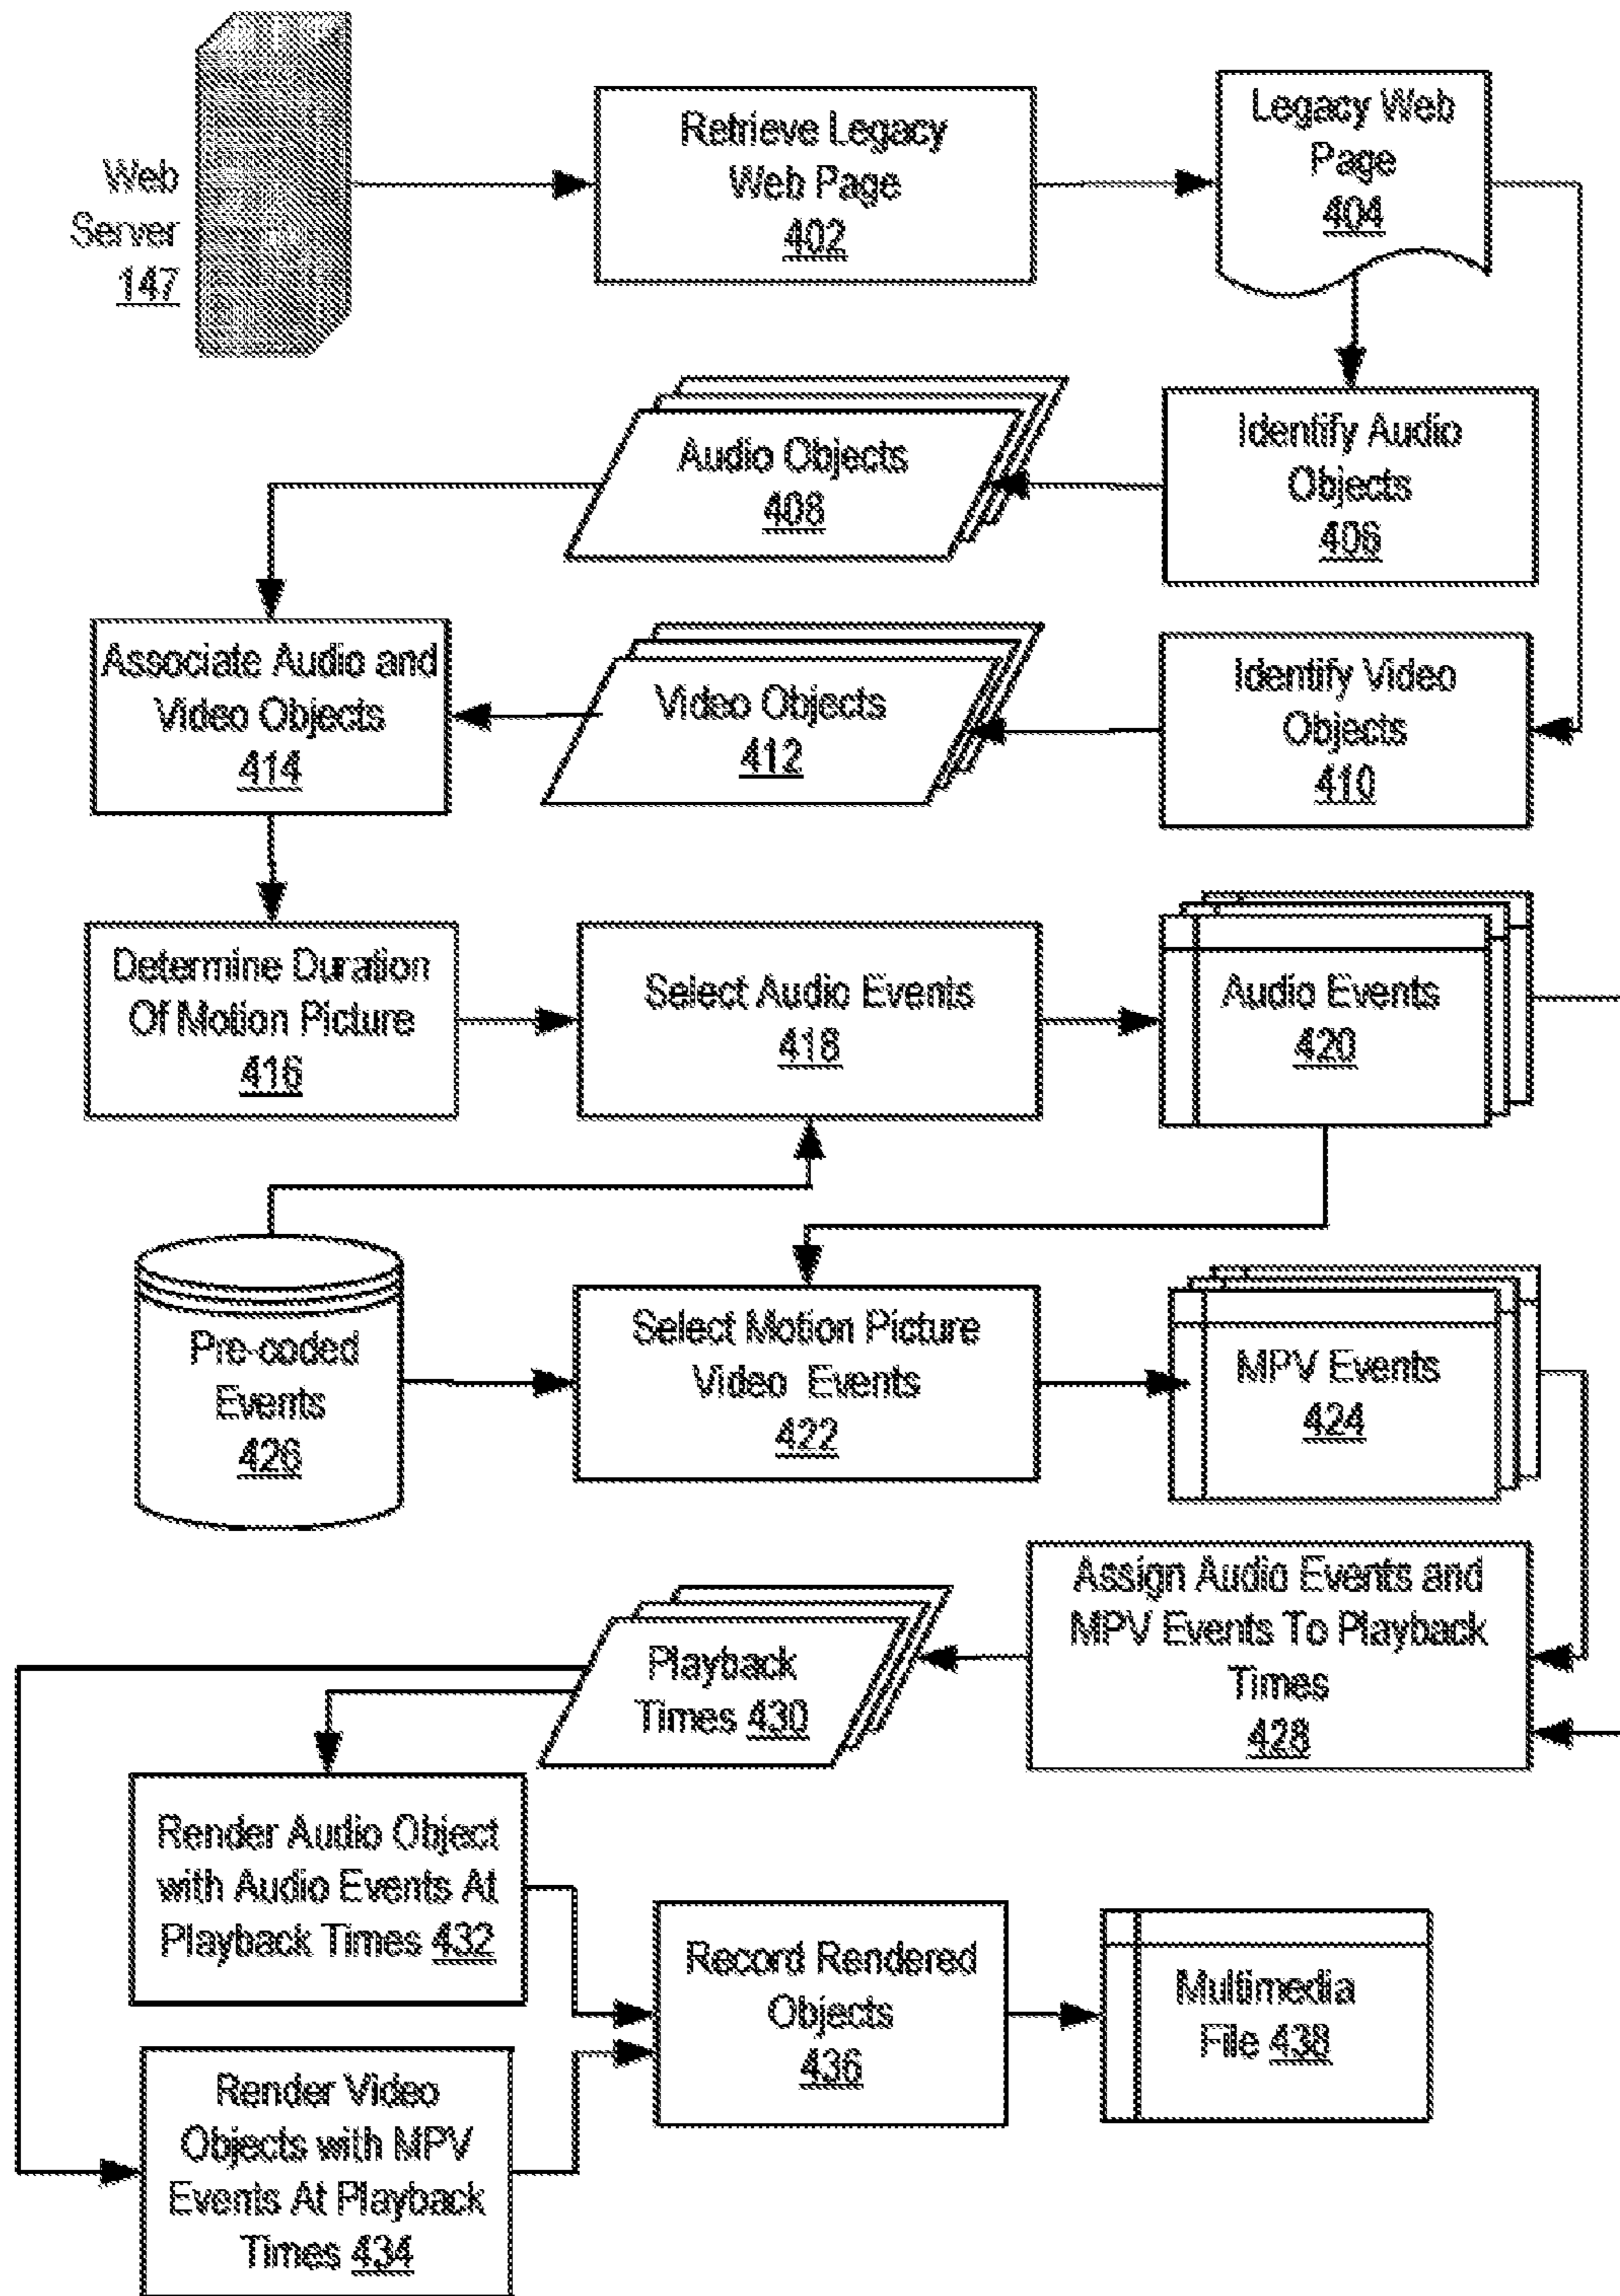 Web
Server
147
Retrieve Legacy
Web Page
402
Legacy Web
Page
404
Audio Objects
408
Identify Audio
Objects
406
Associate Audio and
Video Objects
414
Video Objects
412
Identify Video
Objects
410
Determine Duration
Of Motion Picture
416
Select Audio Events
418
Audio Events
420
Pre-coded
Events
426
Select Motion Picture
Video Events
422
MPV Events
424
Assign Audio Events and
MPV Events To Playback
Times
428
Playback
Times 430
Render Audio Object
with Audio Events At
Playback Times 432
Record Rendered
Objects
436
Multimedia
File 438
Render Video
Objects with MPV
Events At Playback
Times 434